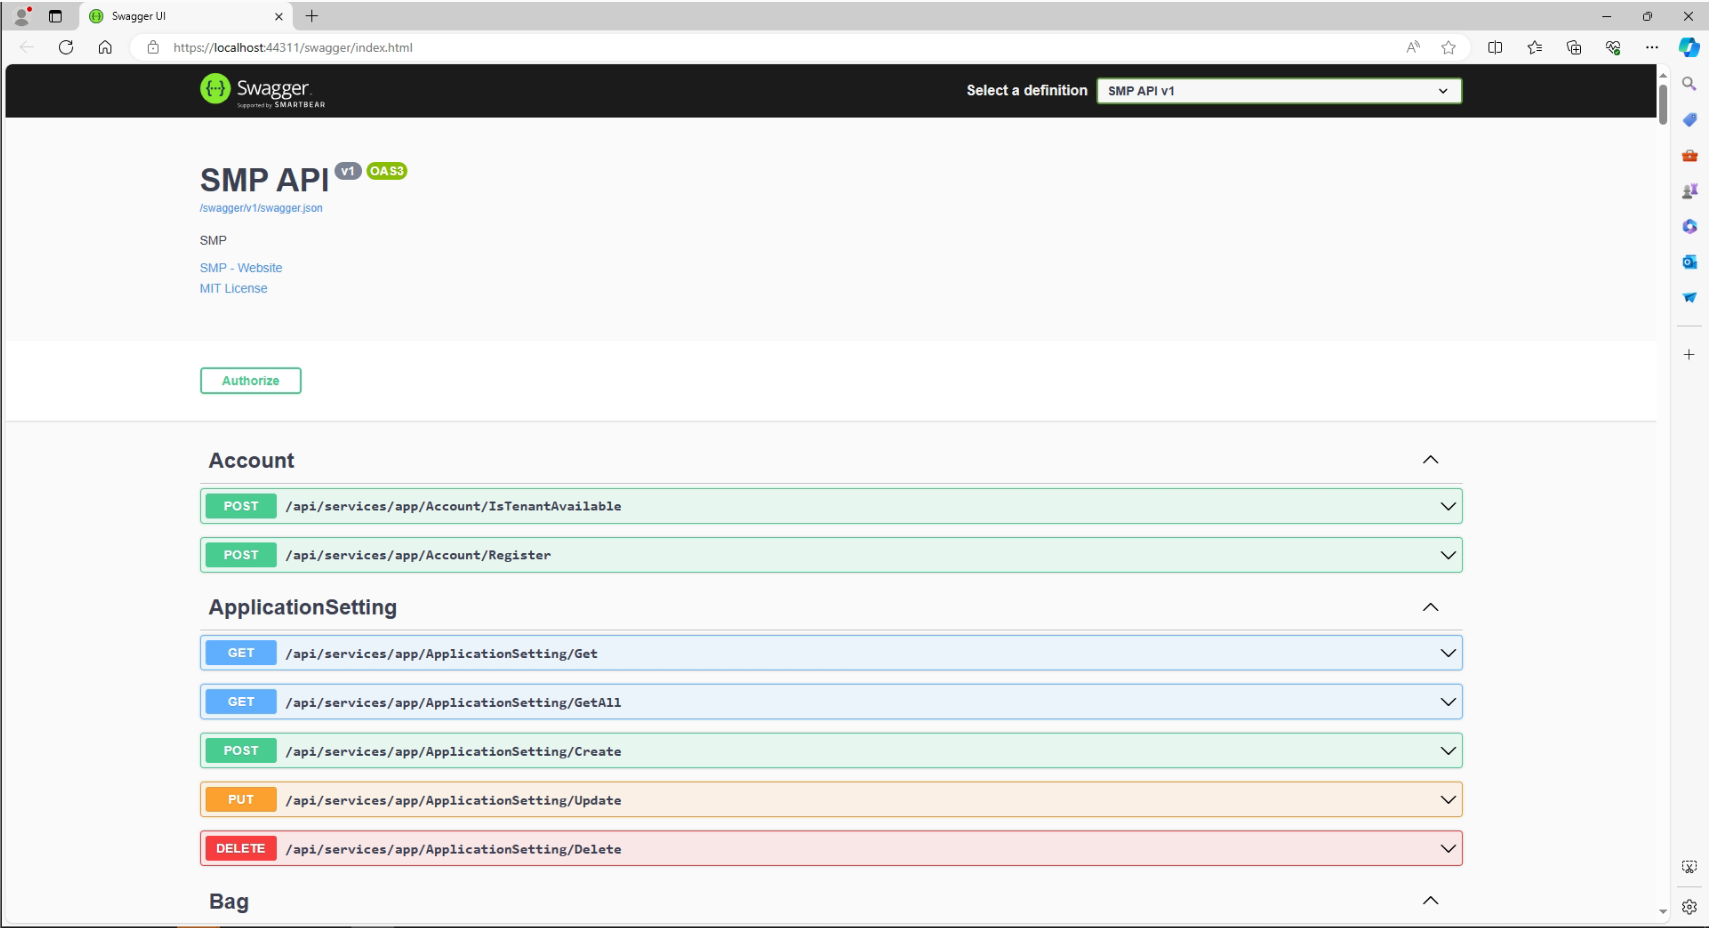 Swagger UI
https://localhost:44311/swagger/index.html
Swagger
Supported by SMARTBEAR
Select a definition
SMP API v1
SMP API v1 OAS3
/swagger/v1/swagger.json
SMP
SMP - Website
MIT License
Authorize
Account
POST /api/services/app/Account/IsTenantAvailable
POST /api/services/app/Account/Register
ApplicationSetting
GET /api/services/app/ApplicationSetting/Get
GET /api/services/app/ApplicationSetting/GetAll
POST /api/services/app/ApplicationSetting/Create
PUT /api/services/app/ApplicationSetting/Update
DELETE /api/services/app/ApplicationSetting/Delete
Bag